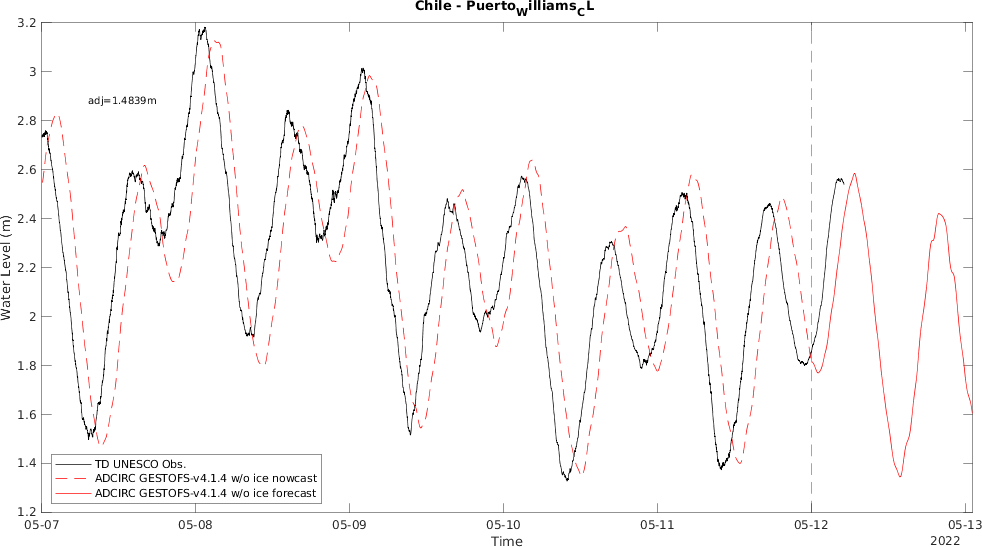 Chile - PuertoWilliamsCL
3.2
3
2.8
2.6
2.4
2.2
2
1.8
1.6
1.4
1.2
Water Level (m)
adj=1.4839m
TD UNESCO Obs.
ADCIRC GESTOFS-v4.1.4 w/o ice nowcast
ADCIRC GESTOFS-v4.1.4 w/o ice forecast
05-07 05-08 05-09 05-10 05-11 05-12 05-13
Time
2022